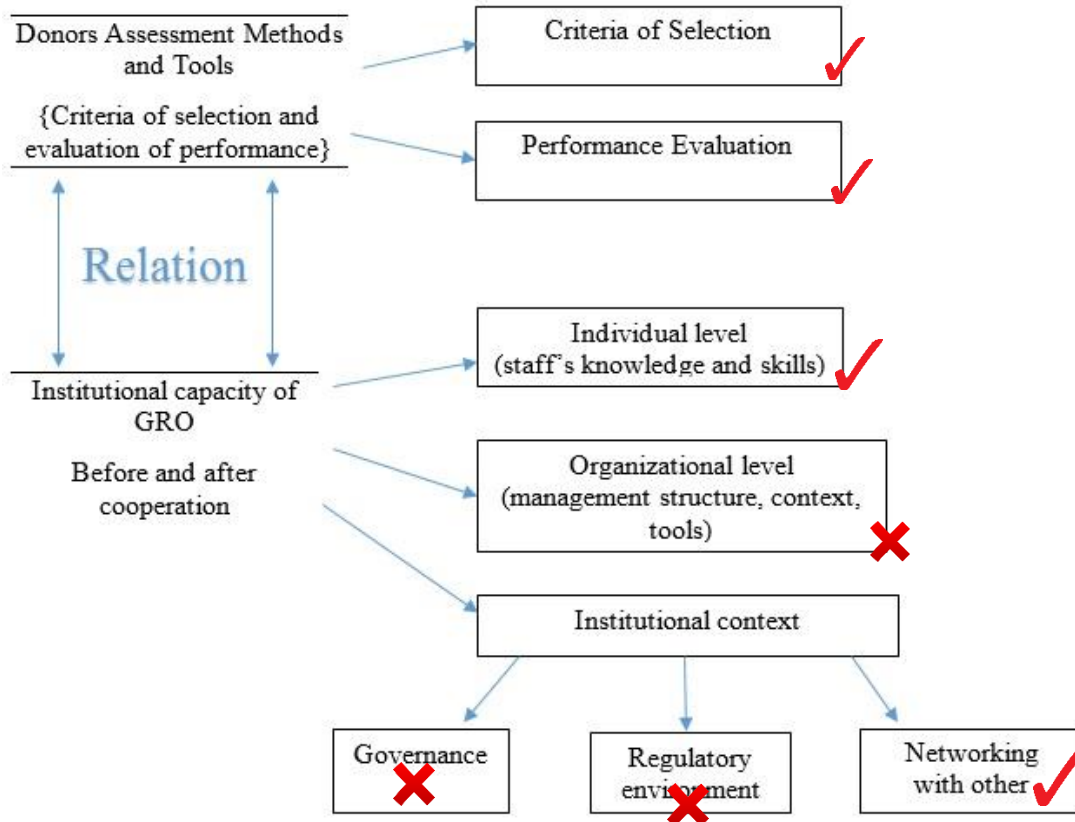 Donors Assessment Methods
and Tools
{Criteria of selection and
evaluation of performance}
Criteria of Selection
Performance Evaluation
Relation
Institutional capacity of
GRO
Before and after
cooperation
Individual level
(staff's knowledge and skills)
Organizational level
(management structure, context,
tools)
Institutional context
Governance
Regulatory
environment
Networking
with other